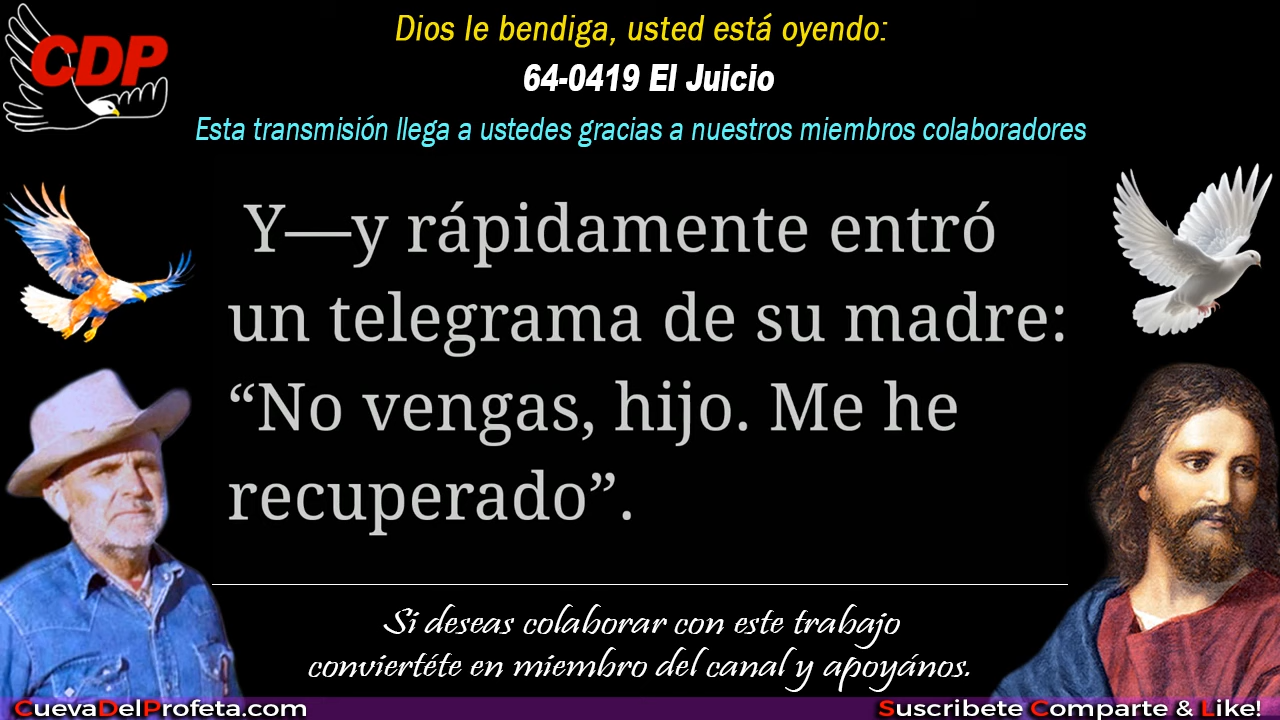 CDP
Dios le bendiga, usted está oyendo:
64-0419 El Juicio
Esta transmisión llega a ustedes gracias a nuestros miembros colaboradores
Y—y rápidamente entró
un telegrama de su madre:
“No vengas, hijo. Me he
recuperado”.
Si deseas colaborar con este trabajo
conviertéte en miembro del canal y apoyános.
CuevaDelProfeta.com
Suscribete Comparte & Like!